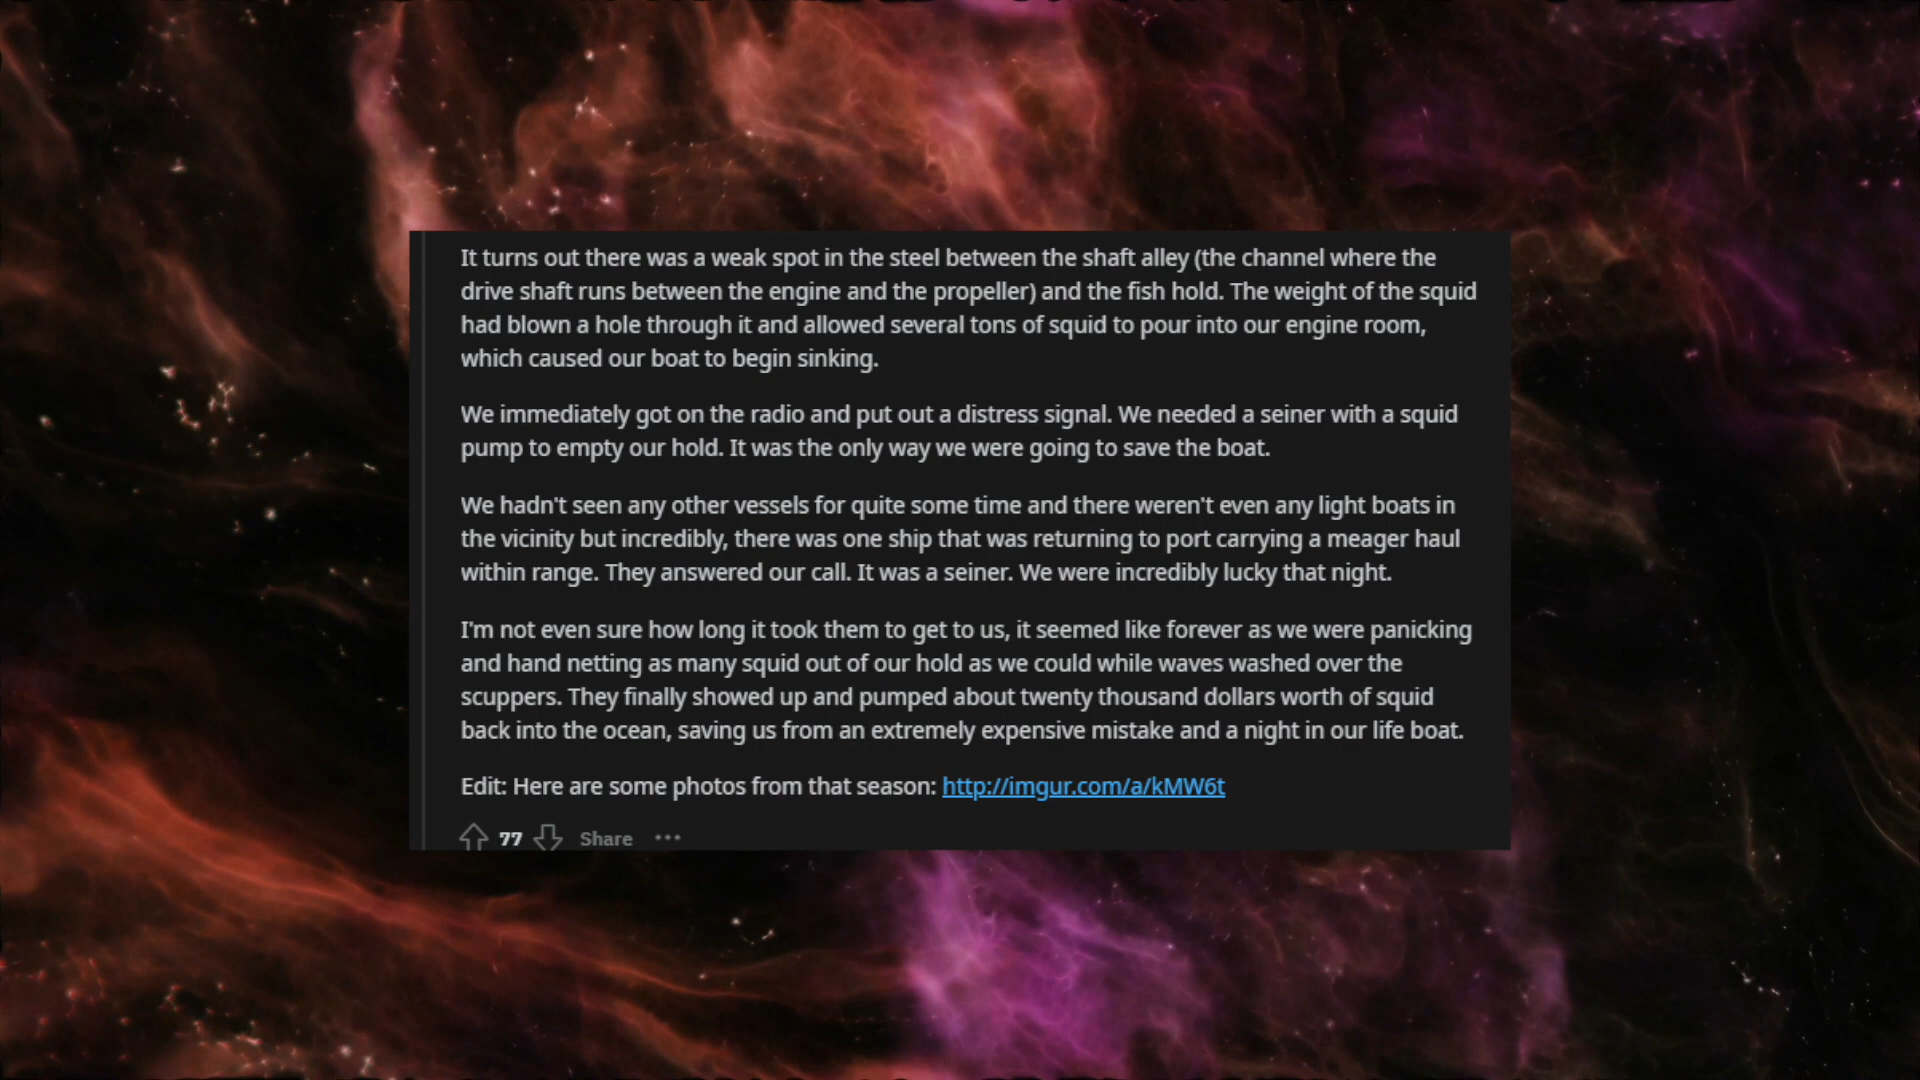 It turns out there was a weak spot in the steel between the shaft alley (the channel where the
drive shaft runs between the engine and the propeller) and the fish hold. The weight of the squid
had blown a hole through it and allowed several tons of squid to pour into our engine room,
which caused our boat to begin sinking.
We immediately got on the radio and put out a distress signal. We needed a seiner with a squid
pump to empty our hold. It was the only way we were going to save the boat.
We hadn't seen any other vessels for quite some time and there weren't even any light boats in
the vicinity but incredibly, there was one ship that was returning to port carrying a meager haul
within range. They answered our call. It was a seiner. We were incredibly lucky that night.
I'm not even sure how long it took them to get to us, it seemed like forever as we were panicking
and hand netting as many squid out of our hold as we could while waves washed over the
scuppers. They finally showed up and pumped about twenty thousand dollars worth of squid
back into the ocean, saving us from an extremely expensive mistake and a night in our life boat.
Edit: Here are some photos from that season: http://imgur.com/a/kMW6t
77 Share •••